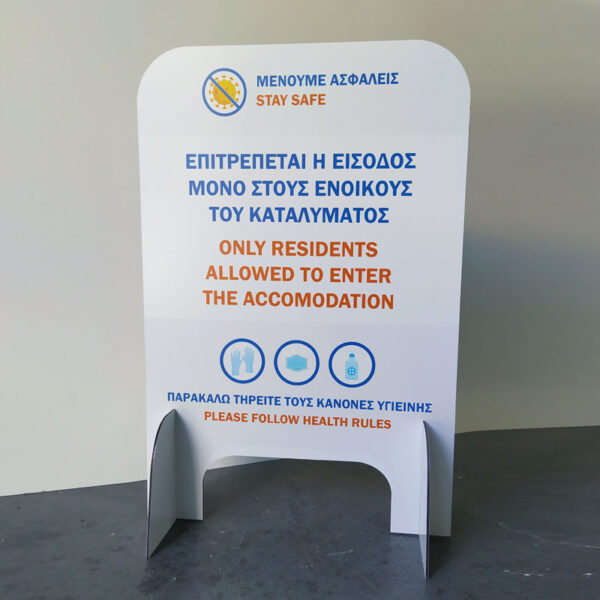 ΜΕΝΟΥΜΕ ΑΣΦΑΛΕΙΣ
STAY SAFE
ΕΠΙΤΡΕΠΕΤΑΙ Η ΕΙΣΟΔΟΣ
ΜΟΝΟ ΣΤΟΥΣ ΕΝΟΙΚΟΥΣ
ΤΟΥ ΚΑΤΑΛΥΜΑΤΟΣ
ONLY RESIDENTS
ALLOWED TO ENTER
THE ACCOMODATION
ΠΑΡΑΚΑΛΩ ΤΗΡΕΙΤΕ ΤΟΥΣ ΚΑΝΟΝΕΣ ΥΓΙΕΙΝΗΣ
PLEASE FOLLOW HEALTH RULES